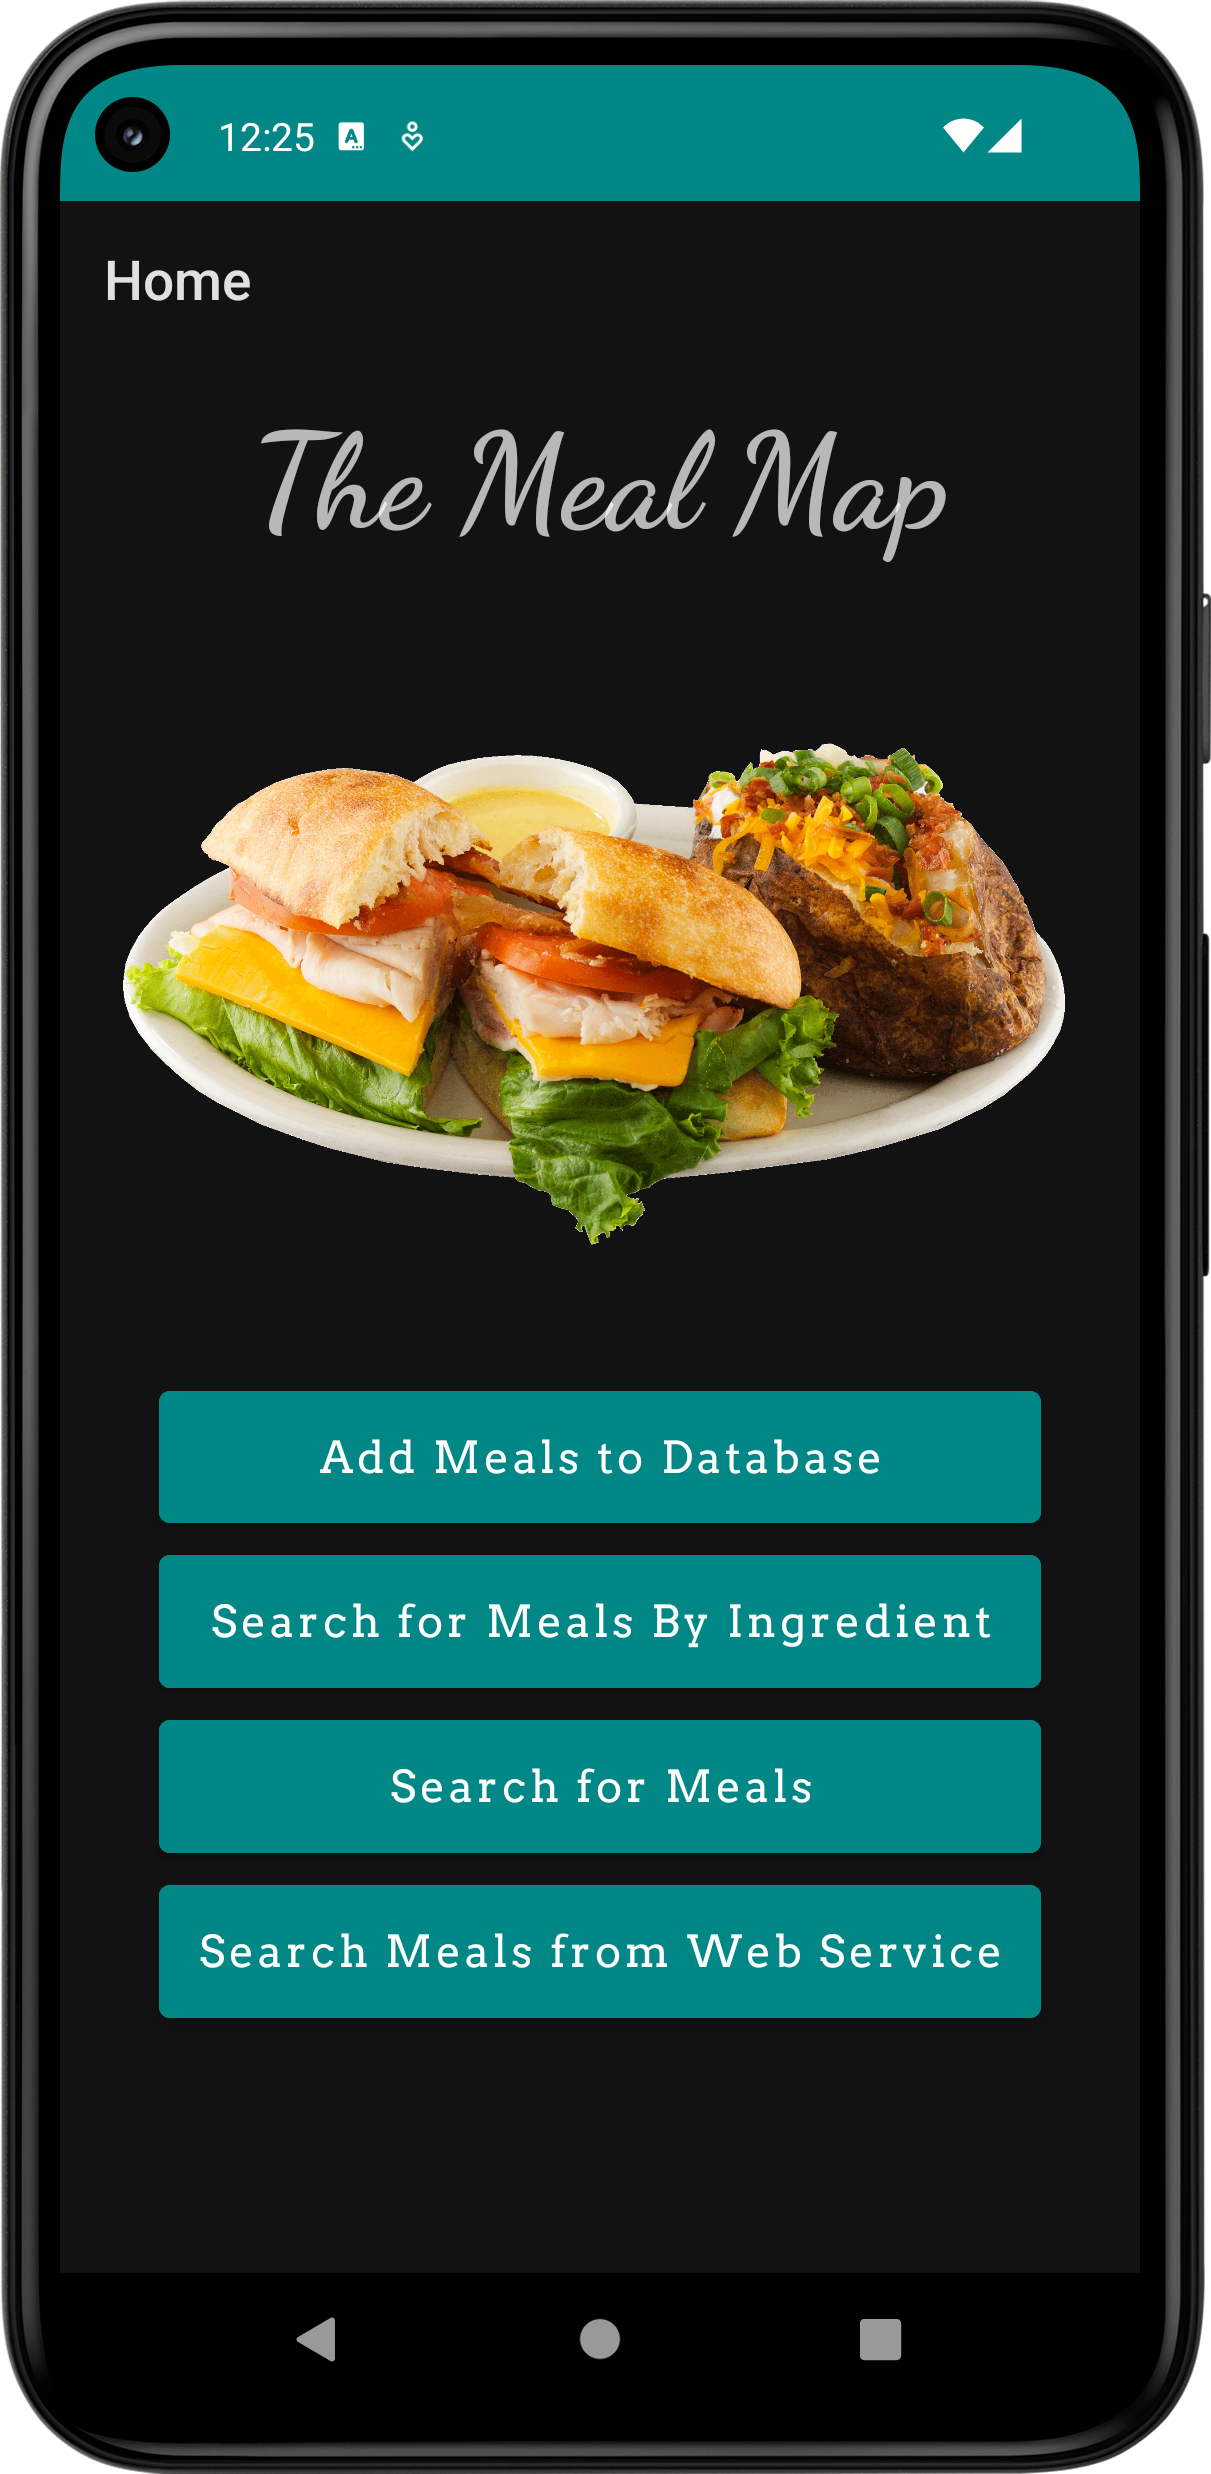 12:25
Home
The Meal Map
Add Meals to Database
Search for Meals By Ingredient
Search for Meals
Search Meals from Web Service